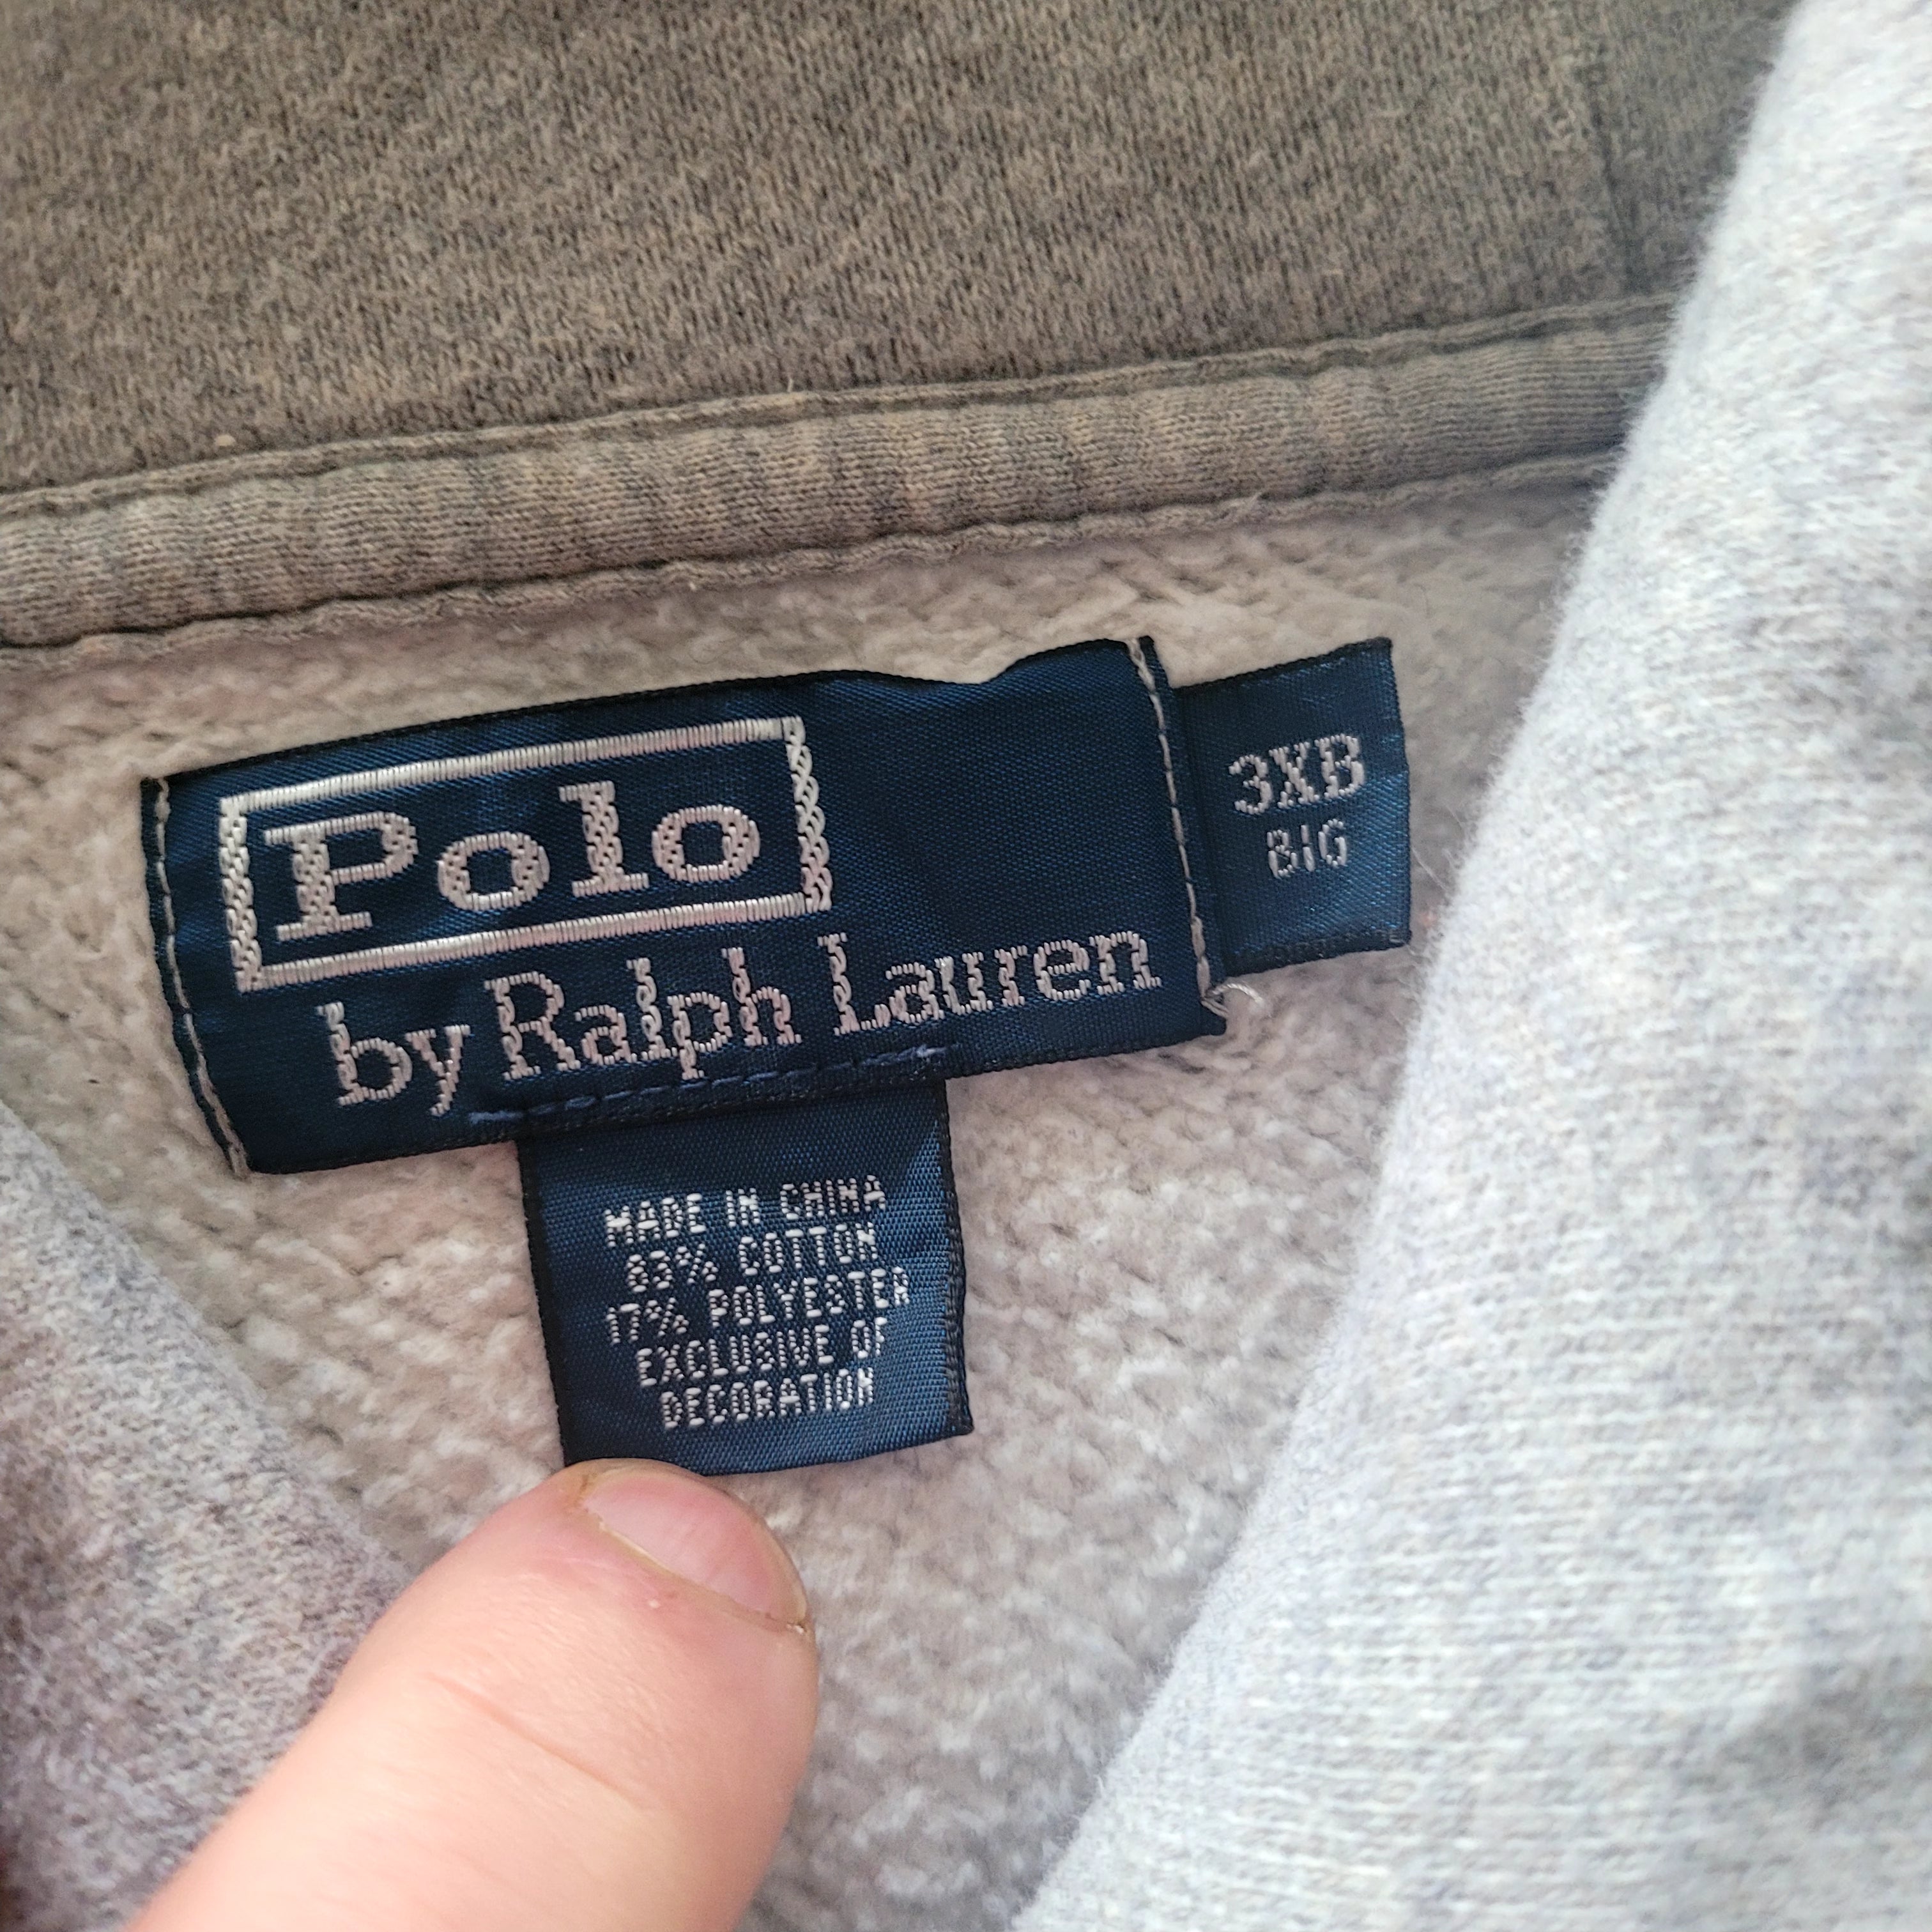 Polo
by Ralph Lauren
3XB
BIG
MADE IN CHINA
83% COTTON
17% POLYESTER
EXCLUSIVE OF
DECORATION